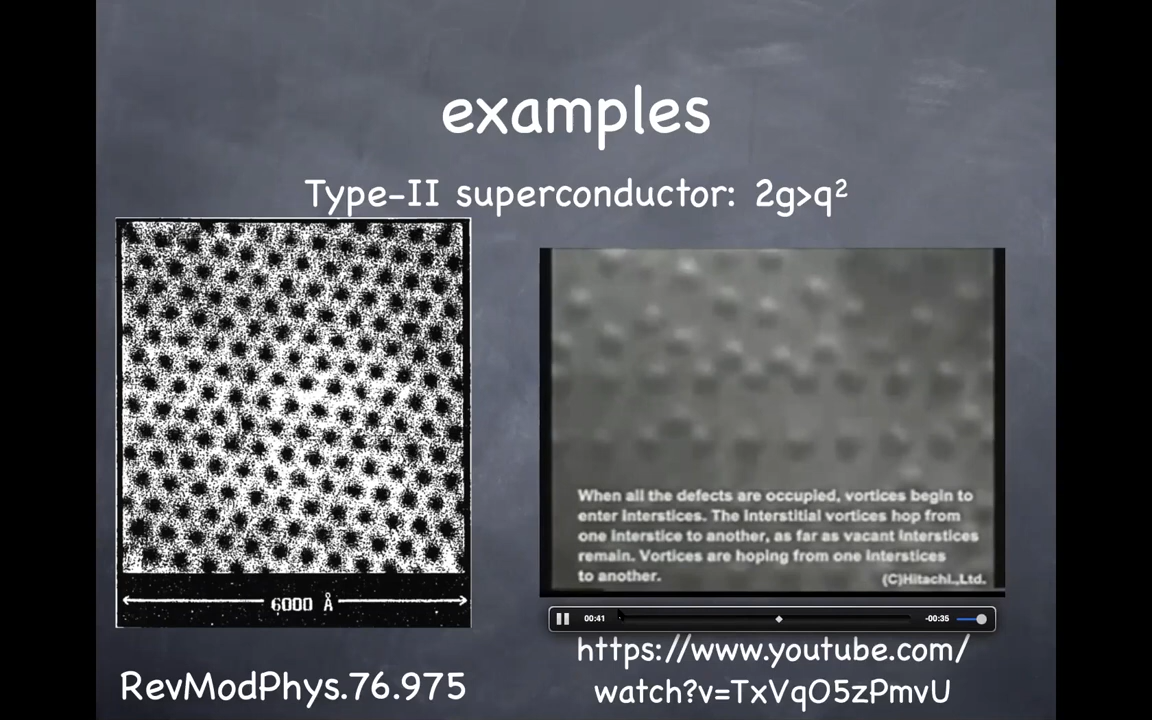 examples
Type-II superconductor: 2g>q²
6000 Å
RevModPhys.76.975
When all the defects are occupied, vortices begin to
enter interstices. The interstitial vortices hop from
one interstice to another, as far as vacant interstices
remain. Vortices are hoping from one interstices
to another.
(C)Hitachi.,Ltd.
00:41
-00:35
https://www.youtube.com/
watch?v=TxVqO5zPmvU